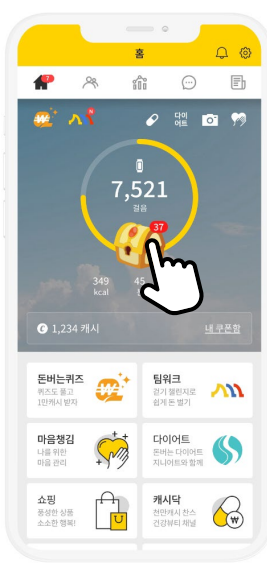 홈
7
N
다이
어트
7,521
걸음
37
349
45
kcal
1,234 캐시
내 쿠폰함
돈버는퀴즈
퀴즈도 풀고
1만캐시 받자
팀워크
걷기 챌린지로
쉽게 돈 벌기
마음챙김
나를 위한
마음 관리
다이어트
돈버는 다이어트
지니어트와 함께
쇼핑
풍성한 상품
소소한 행복!
캐시닥
천만캐시 찬스
건강뷰티 채널